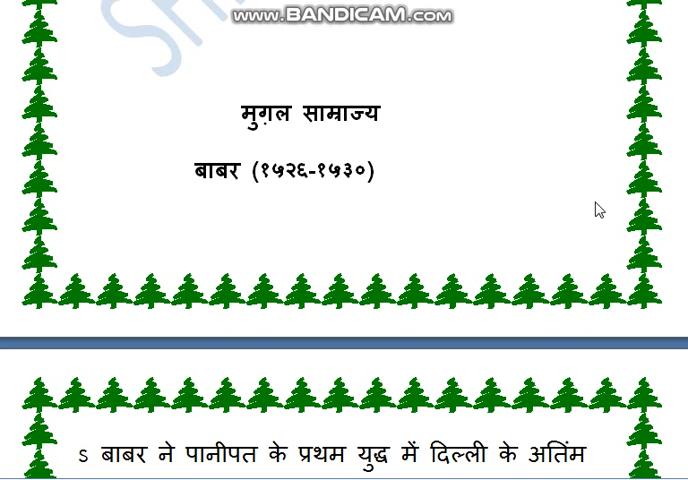 www.BANDICAM.com
मुग़ल साम्राज्य
बाबर (१५२६-१५३०)
s बाबर ने पानीपत के प्रथम युद्ध में दिल्ली के अतिंम